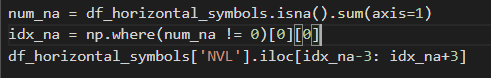 num_na = df_horizontal_symbols.isna().sum(axis=1)
idx_na = np.where(num_na != 0)[0][0]
df_horizontal_symbols['NVL'].iloc[idx_na-3: idx_na+3]